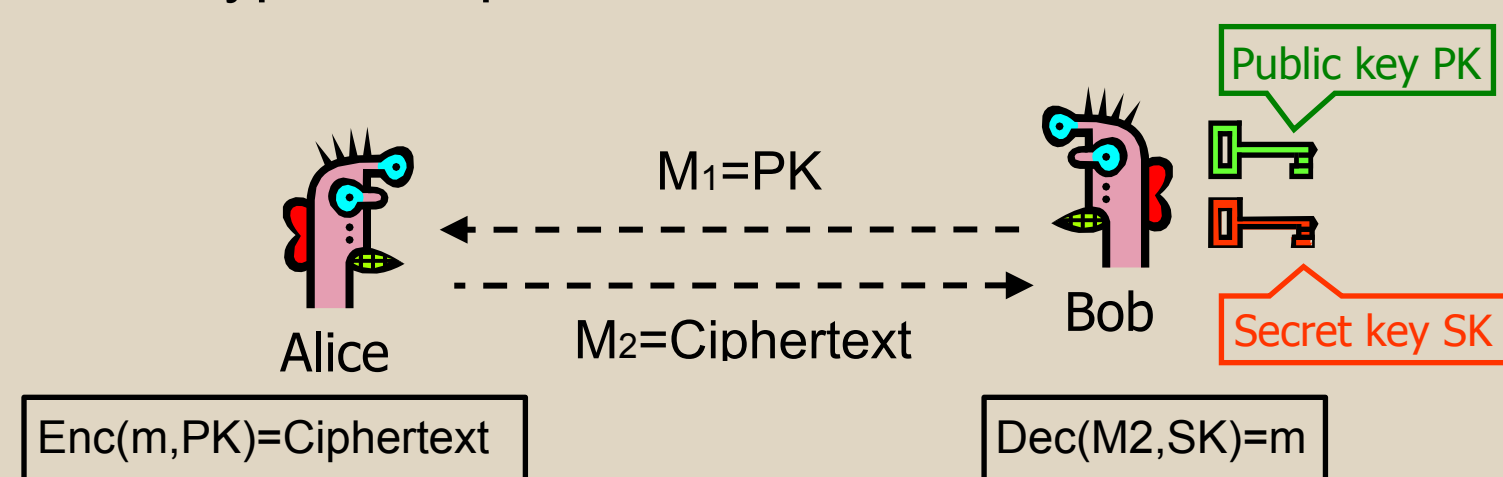 Public key PK
M1=PK
Bob
M2=Ciphertext
Secret key SK
Alice
Enc(m,PK)=Ciphertext
Dec(M2,SK)=m